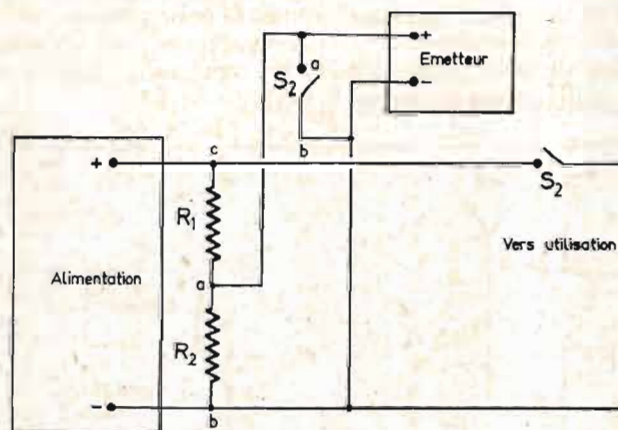 +
Emetteur
-
a
S2
b
+
c
S2
R1
Vers utilisation
Alimentation
a
R2
-
b